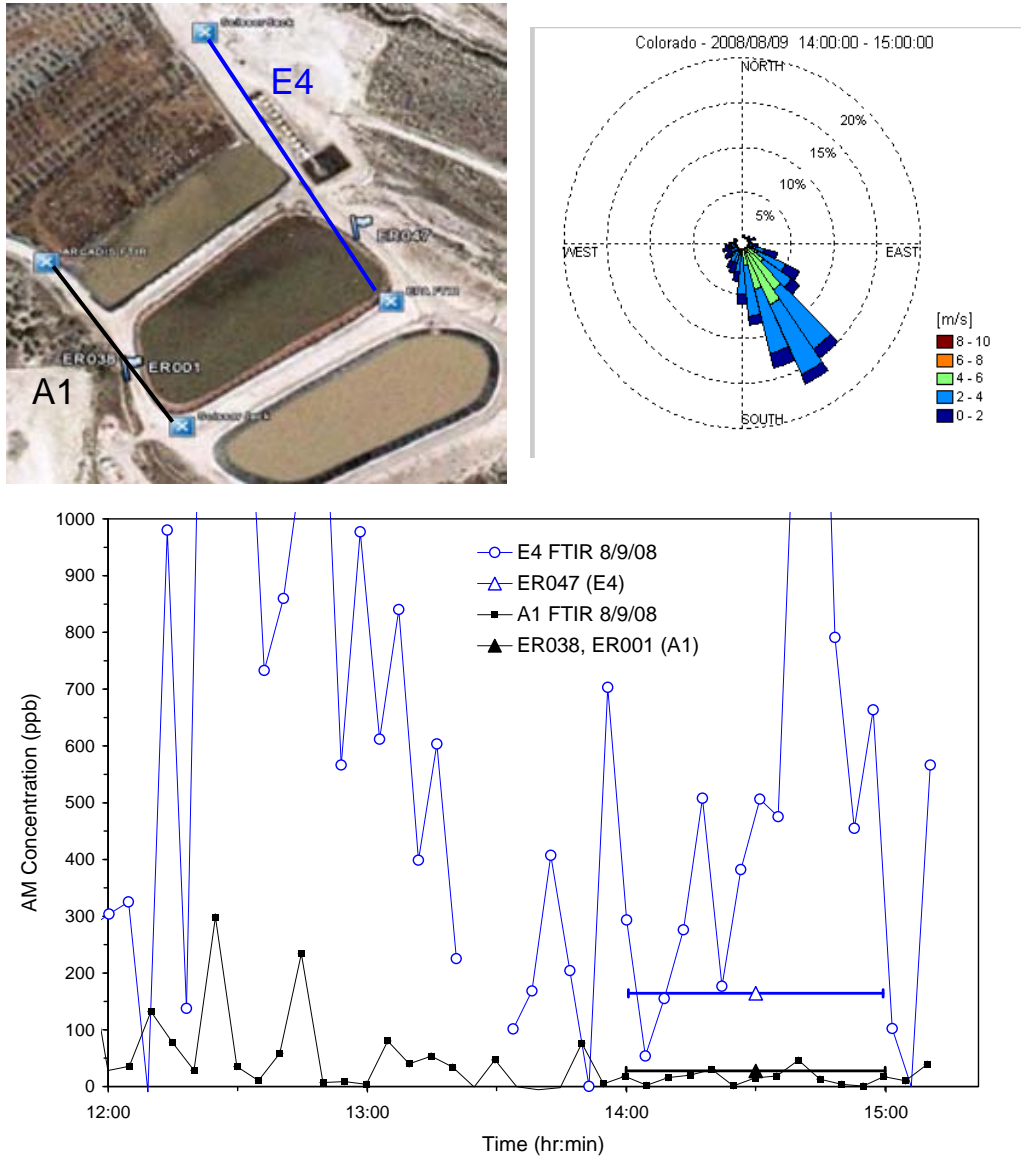 Scissor Jack
E4
ER047
ARCADIS FTIR
EPA FTIR
ER038
ER001
A1
Scissor Jack
Colorado - 2008/08/09 14:00:00 - 15:00:00
NORTH
20%
15%
10%
5%
WEST
EAST
SOUTH
[m/s]
8 - 10
6 - 8
4 - 6
2 - 4
0 - 2
1000
900
800
700
600
500
400
300
200
100
0
AM Concentration (ppb)
E4 FTIR 8/9/08
ER047 (E4)
A1 FTIR 8/9/08
ER038, ER001 (A1)
12:00
13:00
14:00
15:00
Time (hr:min)